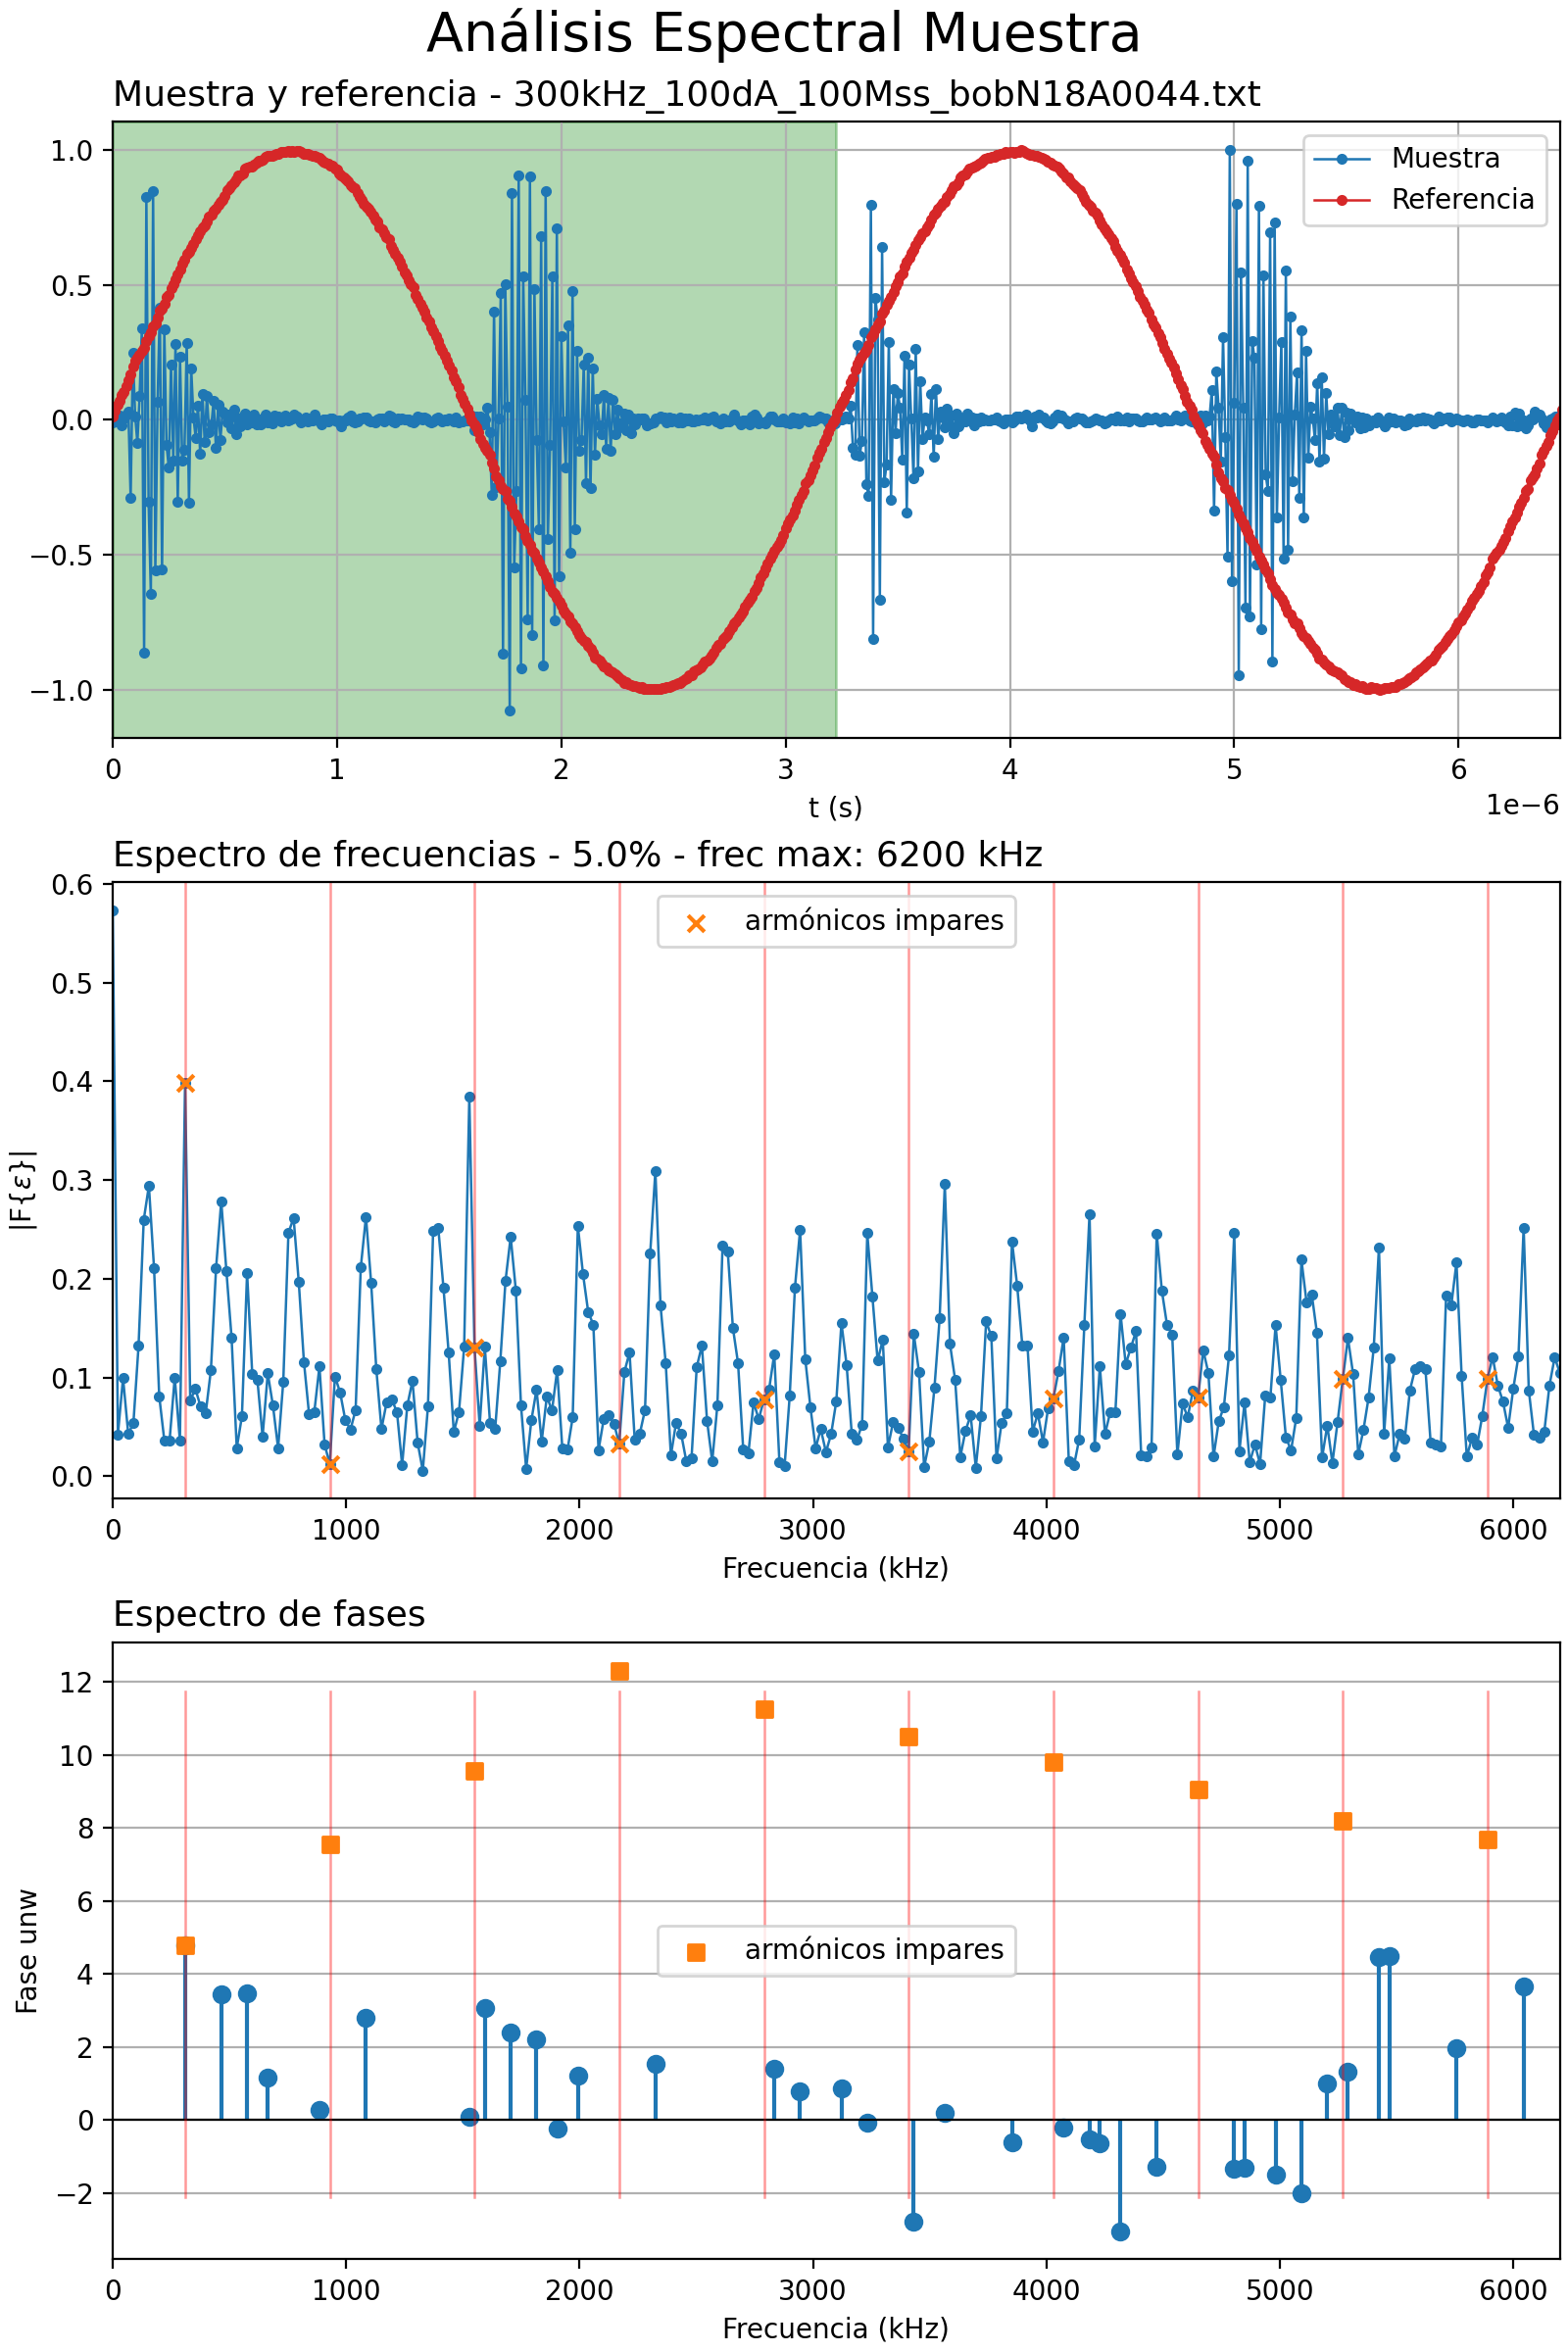 Análisis Espectral Muestra
Muestra y referencia - 300kHz_100dA_100Mss_bobN18A0044.txt
1.0
0.5
0.0
−0.5
−1.0
Muestra
Referencia
0 1 2 3 4 5 6
t (s)
1e−6
Espectro de frecuencias - 5.0% - frec max: 6200 kHz
0.6
0.5
0.4
0.3
0.2
0.1
0.0
|F{ε}|
armónicos impares
0 1000 2000 3000 4000 5000 6000
Frecuencia (kHz)
Espectro de fases
12
10
8
6
4
2
0
−2
Fase unw
armónicos impares
0 1000 2000 3000 4000 5000 6000
Frecuencia (kHz)